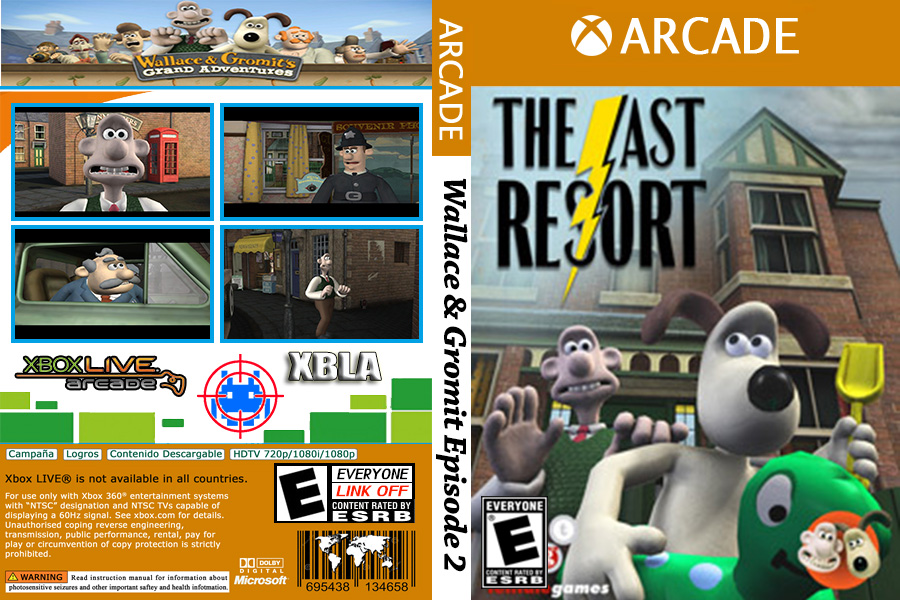 Wallace & Gromit's
GRAND ADVENTURES
SOUVENIR
XBOX LIVE
arcade
XBLA
Campaña
Logros
Contenido Descargable
HDTV 720p/1080i/1080p
Xbox LIVE® is not available in all countries.
For use only with Xbox 360® entertainment systems
with “NTSC” designation and NTSC TVs capable of
displaying a 60Hz signal. See xbox.com for details.
Unauthorised coping reverse engineering,
transmission, public performance, rental, pay for
play or circumvention of copy protection is strictly
prohibited.
WARNING Read instruction manual for information about
photosensitive seizures and other important saftey and health infotmation.
DOLBY
DIGITAL
Microsoft
E
EVERYONE
LINK OFF
CONTENT RATED BY
ESRB
695438 134658
ARCADE
Wallace & Gromit Episode 2
ARCADE
THE LAST
RESORT
EVERYONE
E
CONTENT RATED BY
ESRB
games